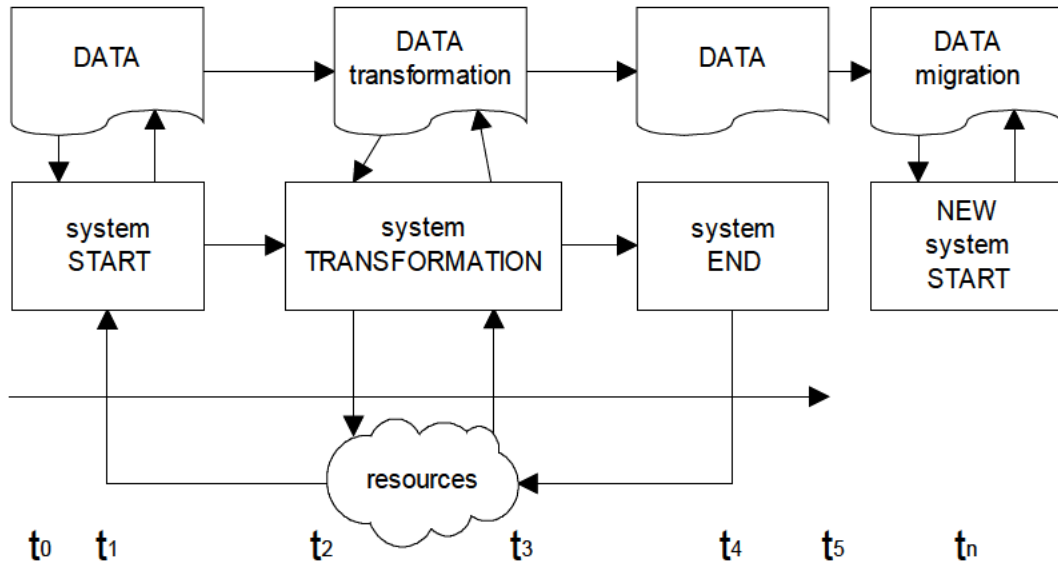 DATA
DATA
transformation
DATA
DATA
migration
system
START
system
TRANSFORMATION
system
END
NEW
system
START
resources
t0 t1 t2 t3 t4 t5 tn